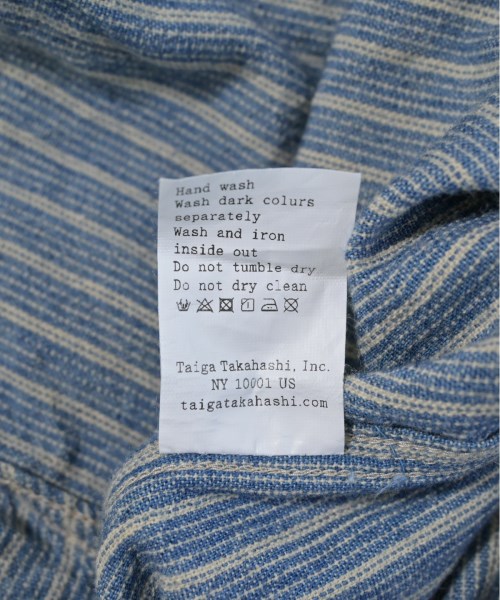 Hand wash
Wash dark colurs
separately
Wash and iron
inside out
Do not tumble dry
Do not dry clean
Taiga Takahashi, Inc.
NY 10001 US
taigatakahashi.com